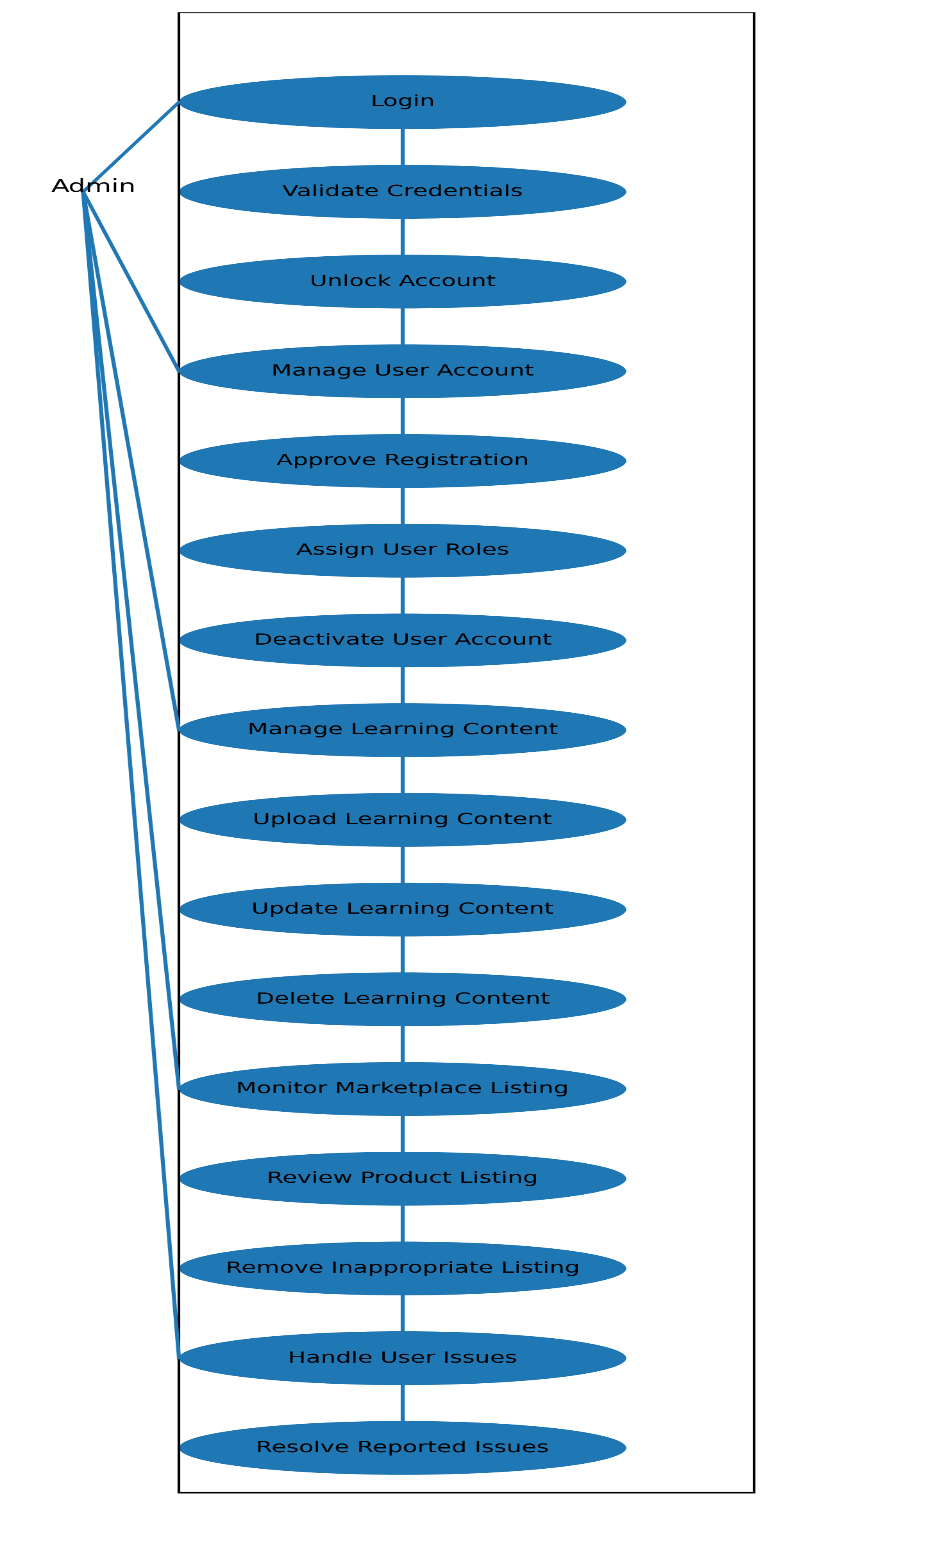 Login
Admin
Validate Credentials
Unlock Account
Manage User Account
Approve Registration
Assign User Roles
Deactivate User Account
Manage Learning Content
Upload Learning Content
Update Learning Content
Delete Learning Content
Monitor Marketplace Listing
Review Product Listing
Remove Inappropriate Listing
Handle User Issues
Resolve Reported Issues